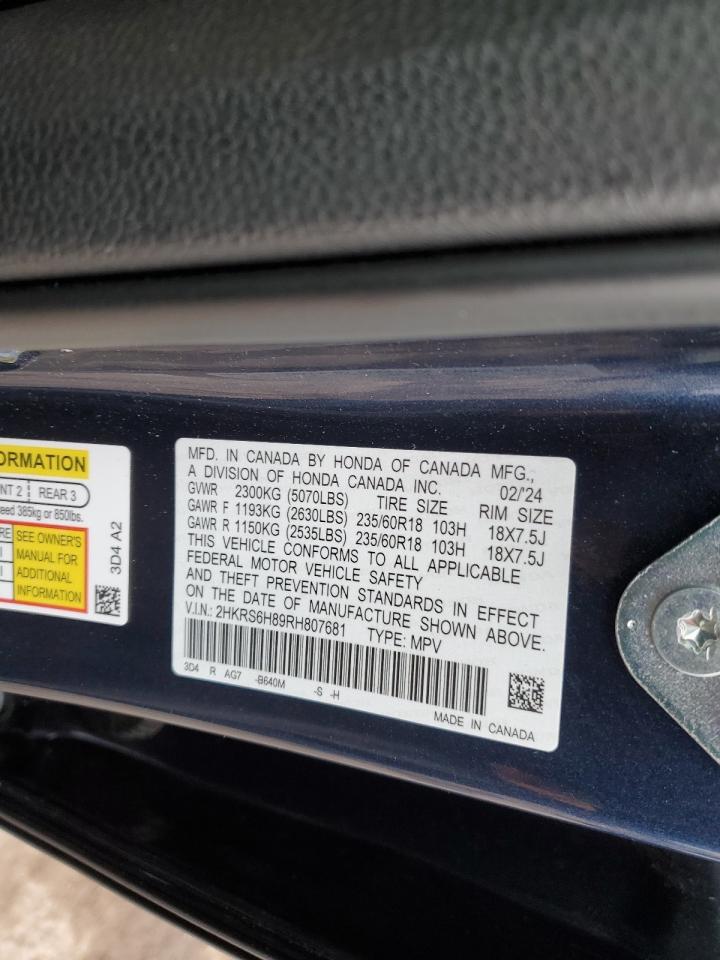 ORMATION
NT 2 REAR 3
eed 385kg or 850lbs.
RE SEE OWNER'S
MANUAL FOR
ADDITIONAL
INFORMATION
3D4 A2
MFD. IN CANADA BY HONDA OF CANADA MFG.,
A DIVISION OF HONDA CANADA INC. 02/'24
GVWR 2300KG (5070LBS) TIRE SIZE RIM SIZE
GAWR F 1193KG (2630LBS) 235/60R18 103H 18X7.5J
GAWR R 1150KG (2535LBS) 235/60R18 103H 18X7.5J
THIS VEHICLE CONFORMS TO ALL APPLICABLE
FEDERAL MOTOR VEHICLE SAFETY
AND THEFT PREVENTION STANDARDS IN EFFECT
ON THE DATE OF MANUFACTURE SHOWN ABOVE.
V.I.N.: 2HKRS6H89RH807681 TYPE: MPV
3D4 R AG7 -B640M -S -H
MADE IN CANADA